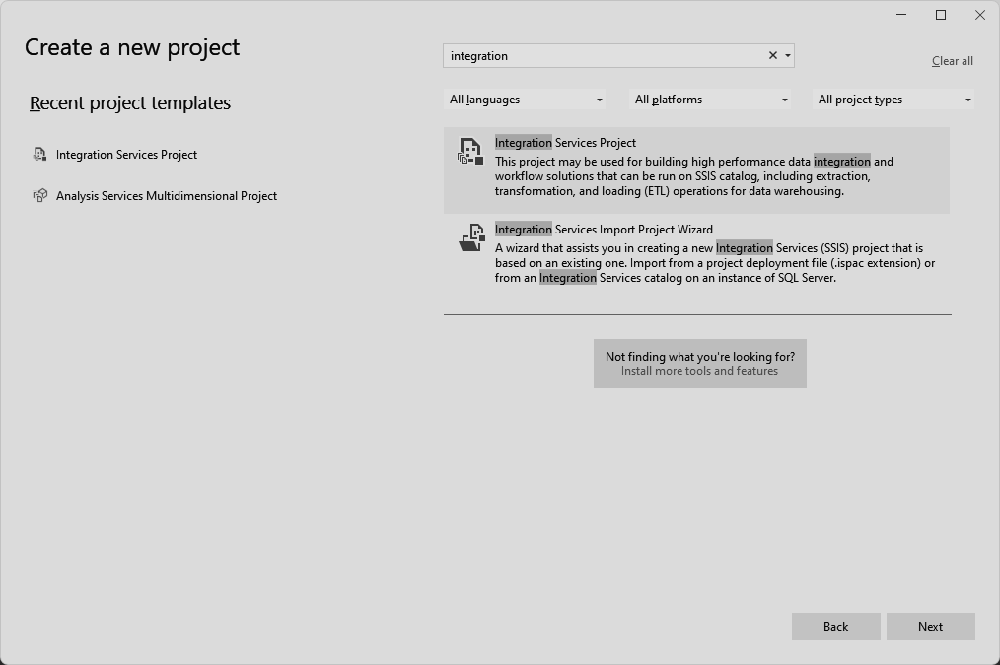 Create a new project
Recent project templates
Integration Services Project
Analysis Services Multidimensional Project
integration
Clear all
All languages
All platforms
All project types
Integration Services Project
This project may be used for building high performance data integration and
workflow solutions that can be run on SSIS catalog, including extraction,
transformation, and loading (ETL) operations for data warehousing.
Integration Services Import Project Wizard
A wizard that assists you in creating a new Integration Services (SSIS) project that is
based on an existing one. Import from a project deployment file (.ispac extension) or
from an Integration Services catalog on an instance of SQL Server.
Not finding what you're looking for?
Install more tools and features
Back
Next